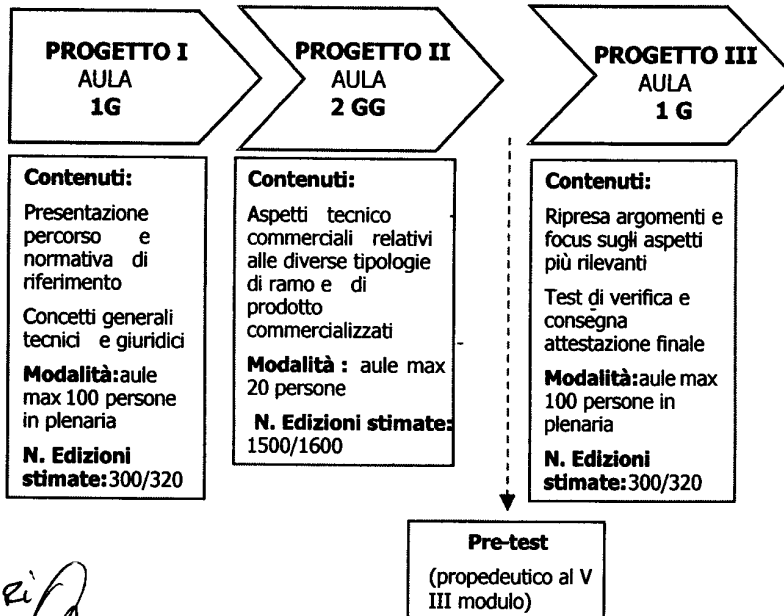 PROGETTO I
AULA
1G
Contenuti:
Presentazione
percorso e
normativa di
riferimento
Concetti generali
tecnici e giuridici
Modalità:aule
max 100 persone
in plenaria
N. Edizioni
stimate:300/320
PROGETTO II
AULA
2 GG
Contenuti:
Aspetti tecnico
commerciali relativi
alle diverse tipologie
di ramo e di
prodotto
commercializzati
Modalità : aule max
20 persone
N. Edizioni stimate:
1500/1600
PROGETTO III
AULA
1 G
Contenuti:
Ripresa argomenti e
focus sugli aspetti
più rilevanti
Test di verifica e
consegna
attestazione finale
Modalità:aule max
100 persone in
plenaria
N. Edizioni
stimate:300/320
Pre-test
(propedeutico al V
III modulo)